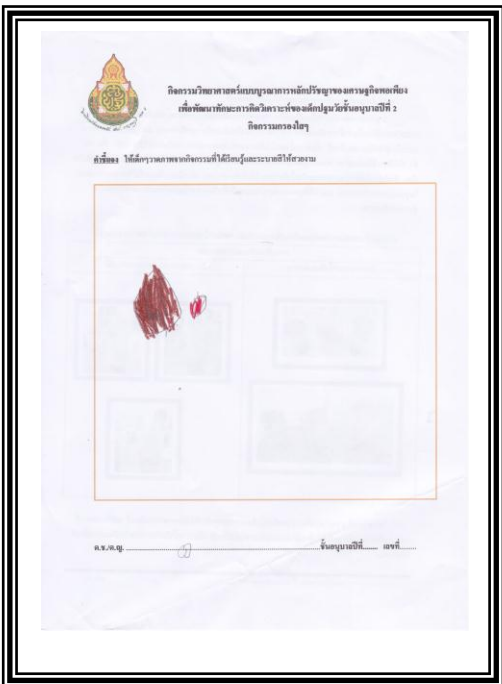 กิจกรรมวิทยาศาสตร์แบบบูรณาการหลักปรัชญาของเศรษฐกิจพอเพียง
เพื่อพัฒนาทักษะการคิดวิเคราะห์ของเด็กปฐมวัยชั้นอนุบาลปีที่ 2
กิจกรรมกรองใสๆ
คำชี้แจง ให้เด็กๆวาดภาพจากกิจกรรมที่ได้เรียนรู้และระบายสีให้สวยงาม
ด.ช./ด.ญ. ........................................................ชั้นอนุบาลปีที่....... เลขที่.......